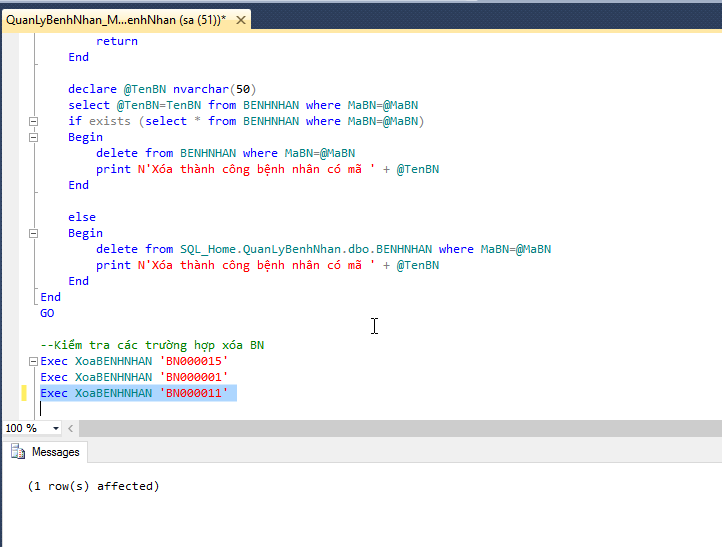 QuanLyBenhNhan_M...enhNhan (sa (51))*
return
End
declare @TenBN nvarchar(50)
select @TenBN=TenBN from BENHNHAN where MaBN=@MaBN
if exists (select * from BENHNHAN where MaBN=@MaBN)
Begin
delete from BENHNHAN where MaBN=@MaBN
print N'Xóa thành công bệnh nhân có mã ' + @TenBN
End
else
Begin
delete from SQL_Home.QuanLyBenhNhan.dbo.BENHNHAN where MaBN=@MaBN
print N'Xóa thành công bệnh nhân có mã ' + @TenBN
End
End
GO
--Kiểm tra các trường hợp xóa BN
Exec XoaBENHNHAN 'BN000015'
Exec XoaBENHNHAN 'BN000001'
Exec XoaBENHNHAN 'BN000011'
100 %
Messages
(1 row(s) affected)